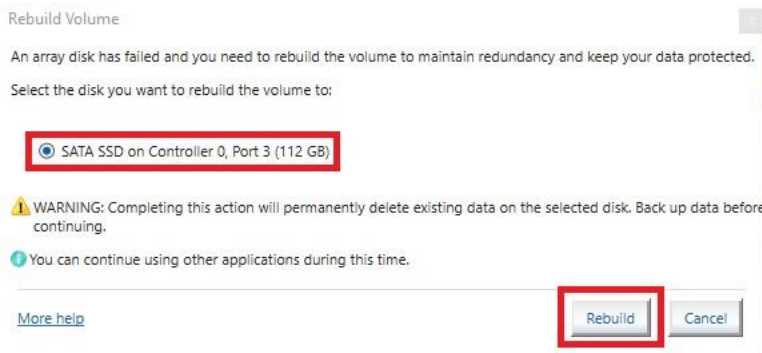 Rebuild Volume
An array disk has failed and you need to rebuild the volume to maintain redundancy and keep your data protected.
Select the disk you want to rebuild the volume to:
SATA SSD on Controller 0, Port 3 (112 GB)
WARNING: Completing this action will permanently delete existing data on the selected disk. Back up data before
continuing.
You can continue using other applications during this time.
More help
Rebuild
Cancel